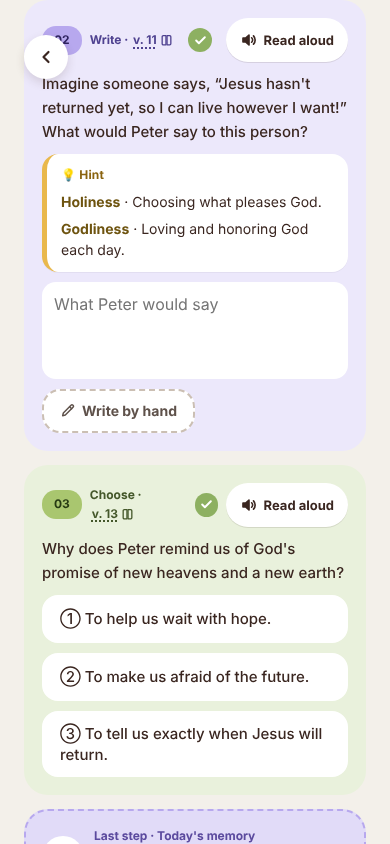 02 Write · v. 11 Read aloud
Imagine someone says, “Jesus hasn't
returned yet, so I can live however I want!”
What would Peter say to this person?
💡 Hint
Holiness · Choosing what pleases God.
Godliness · Loving and honoring God
each day.
What Peter would say
Write by hand
03 Choose · v. 13 Read aloud
Why does Peter remind us of God's
promise of new heavens and a new earth?
① To help us wait with hope.
② To make us afraid of the future.
③ To tell us exactly when Jesus will
return.
Last step · Today's memory